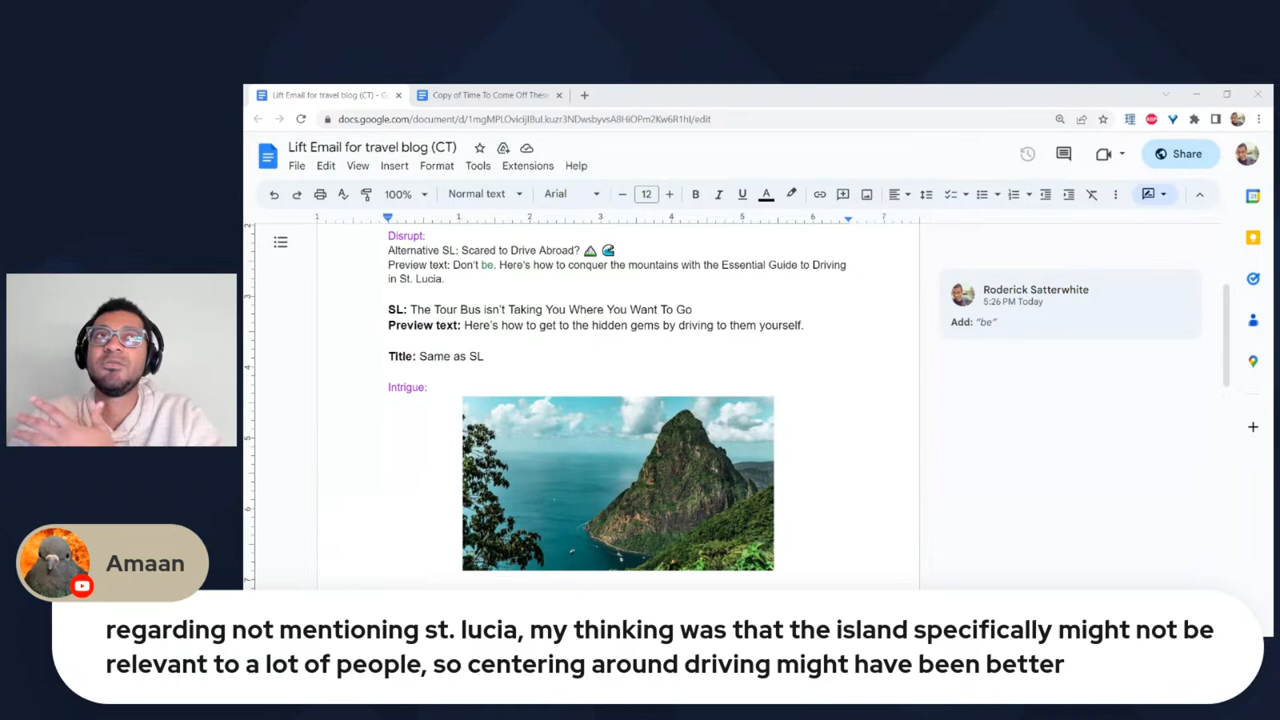 Lift Email for travel blog (CT) - G
Copy of Time To Come Off These
Lift Email for travel blog (CT)
File Edit View Insert Format Tools Extensions Help
Share
100% Normal text Arial 12
Disrupt:
Alternative SL: Scared to Drive Abroad?
Preview text: Don't be. Here's how to conquer the mountains with the Essential Guide to Driving
in St. Lucia.
SL: The Tour Bus isn't Taking You Where You Want To Go
Preview text: Here's how to get to the hidden gems by driving to them yourself.
Title: Same as SL
Intrigue:
Roderick Satterwhite
5:26 PM Today
Add: "be"
Amaan
regarding not mentioning st. lucia, my thinking was that the island specifically might not be
relevant to a lot of people, so centering around driving might have been better